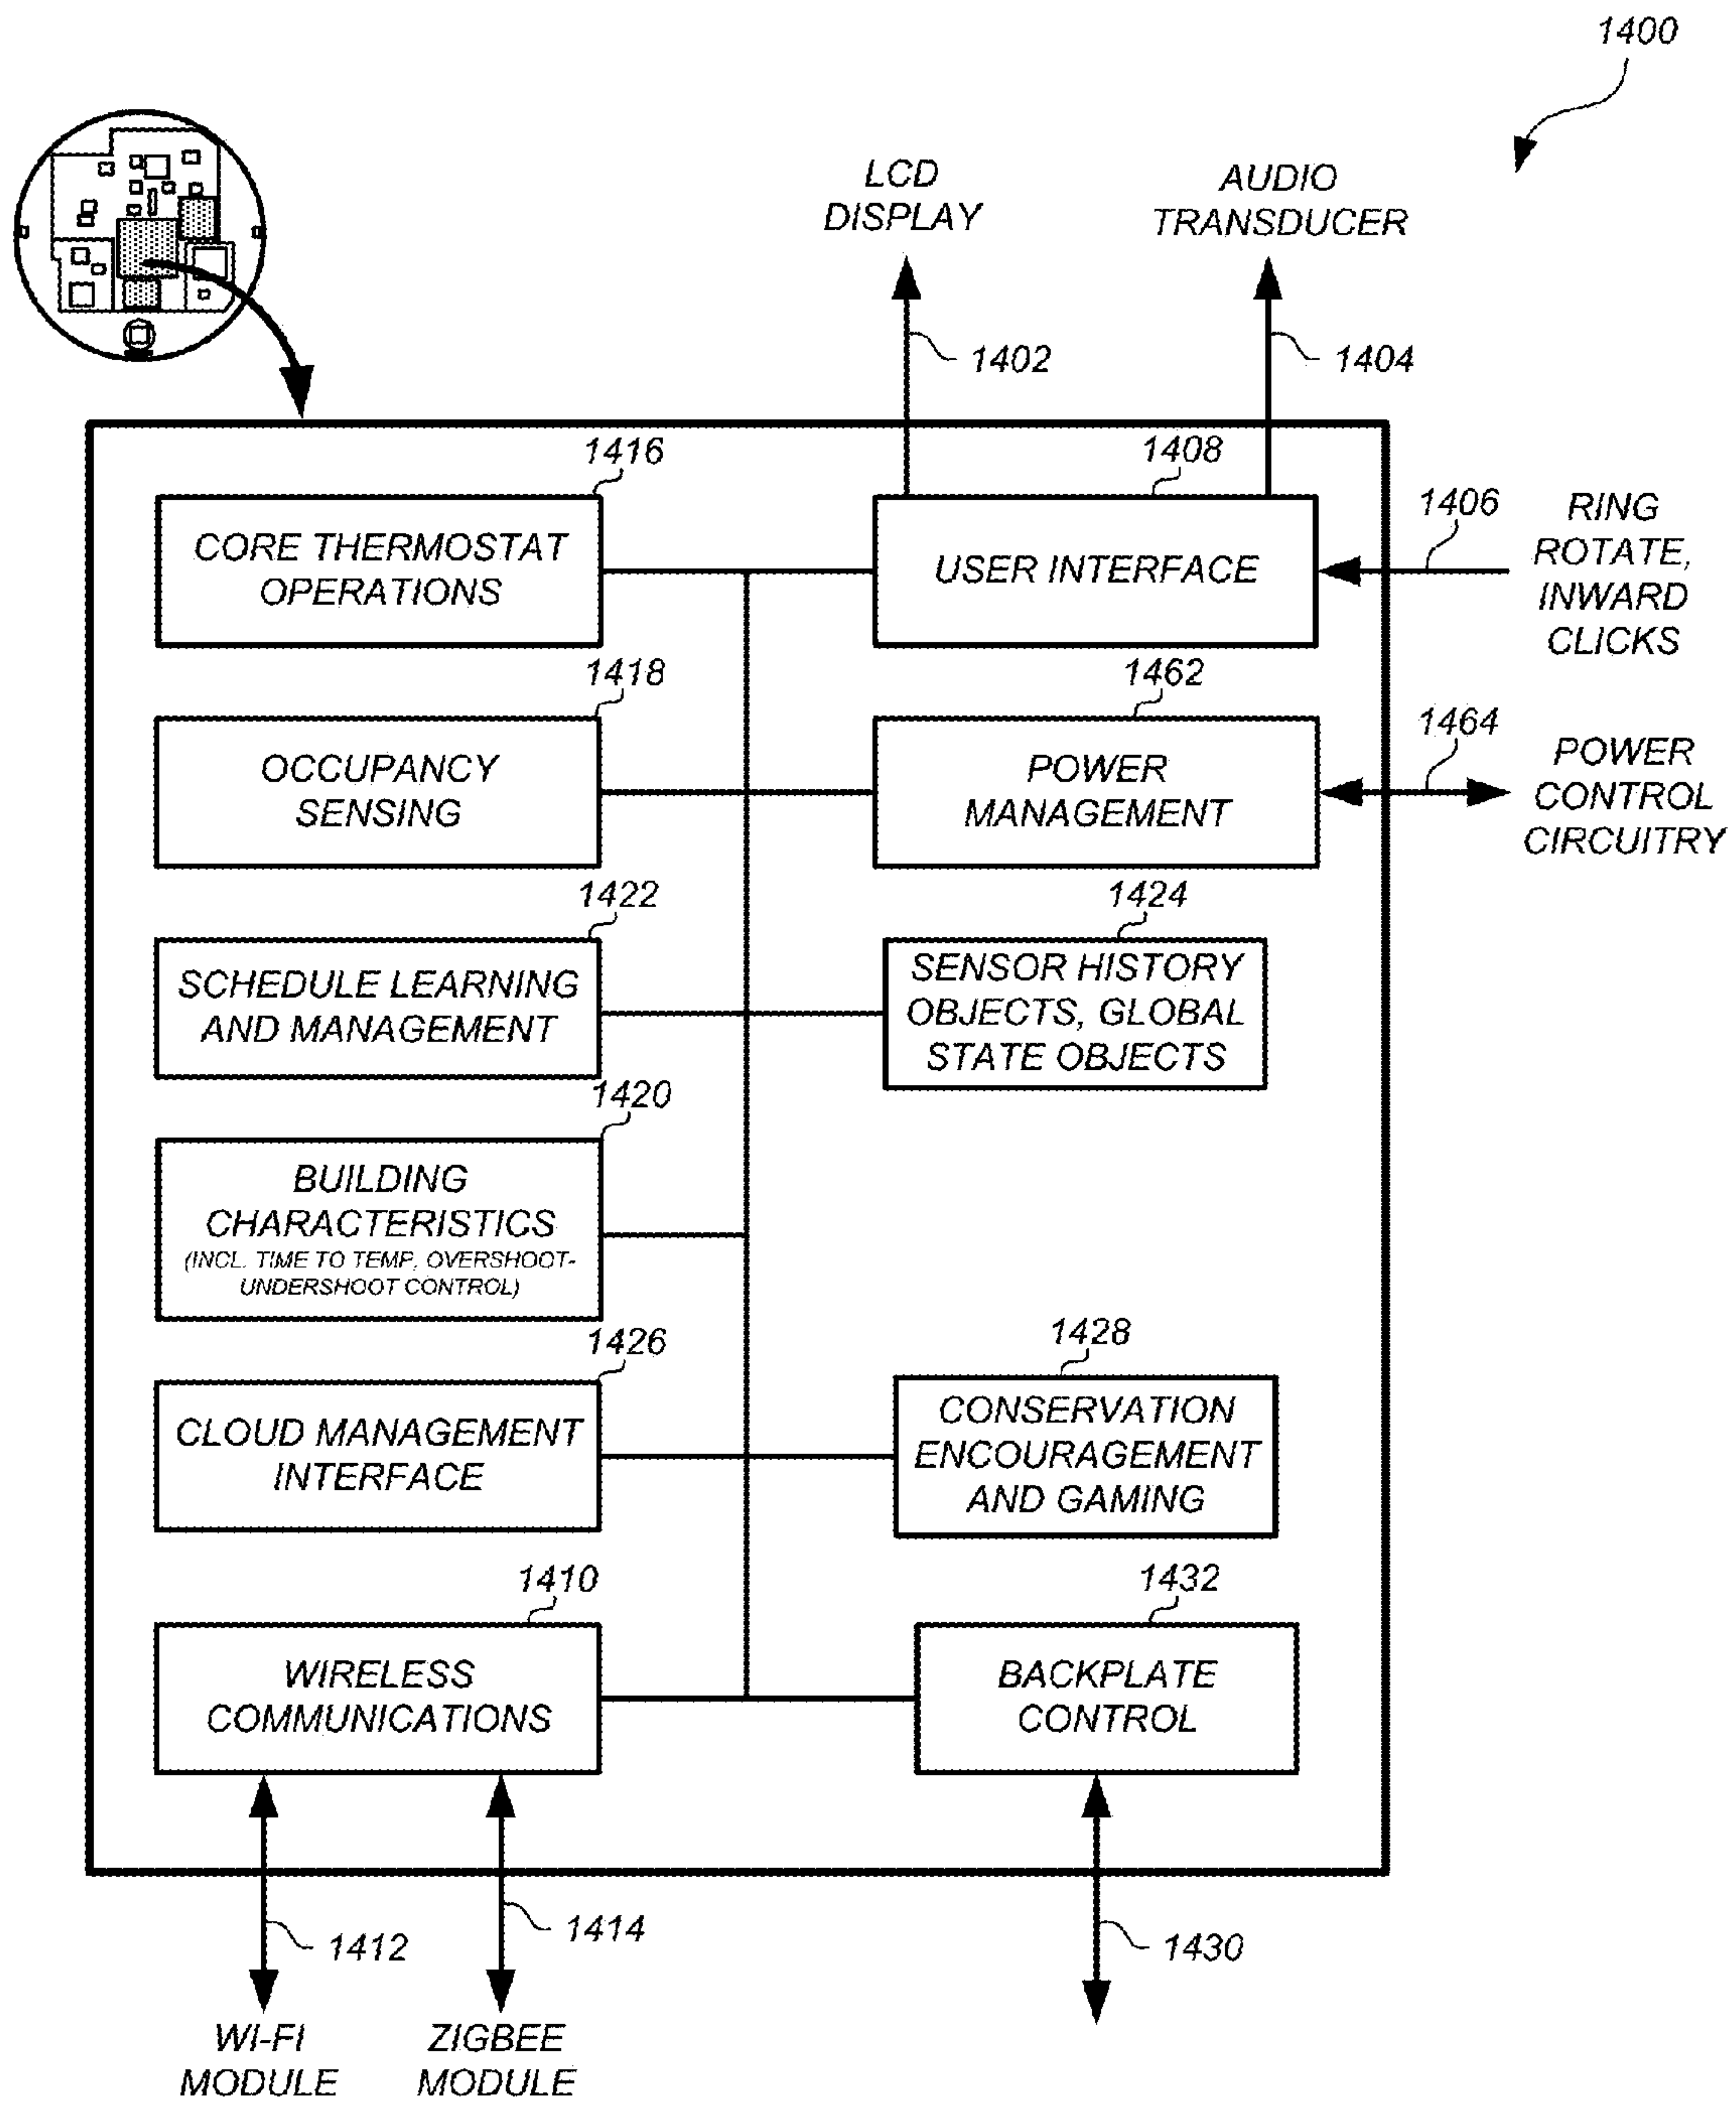 1400
LCD
DISPLAY
AUDIO
TRANSDUCER
1402
1404
1416
CORE THERMOSTAT
OPERATIONS
1408
USER INTERFACE
1406
RING
ROTATE,
INWARD
CLICKS
1418
OCCUPANCY
SENSING
1462
POWER
MANAGEMENT
1464
POWER
CONTROL
CIRCUITRY
1422
SCHEDULE LEARNING
AND MANAGEMENT
1424
SENSOR HISTORY
OBJECTS, GLOBAL
STATE OBJECTS
1420
BUILDING
CHARACTERISTICS
(INCL. TIME TO TEMP, OVERSHOOT-
UNDERSHOOT CONTROL)
1426
CLOUD MANAGEMENT
INTERFACE
1428
CONSERVATION
ENCOURAGEMENT
AND GAMING
1410
WIRELESS
COMMUNICATIONS
1432
BACKPLATE
CONTROL
1412
1414
1430
WI-FI
MODULE
ZIGBEE
MODULE